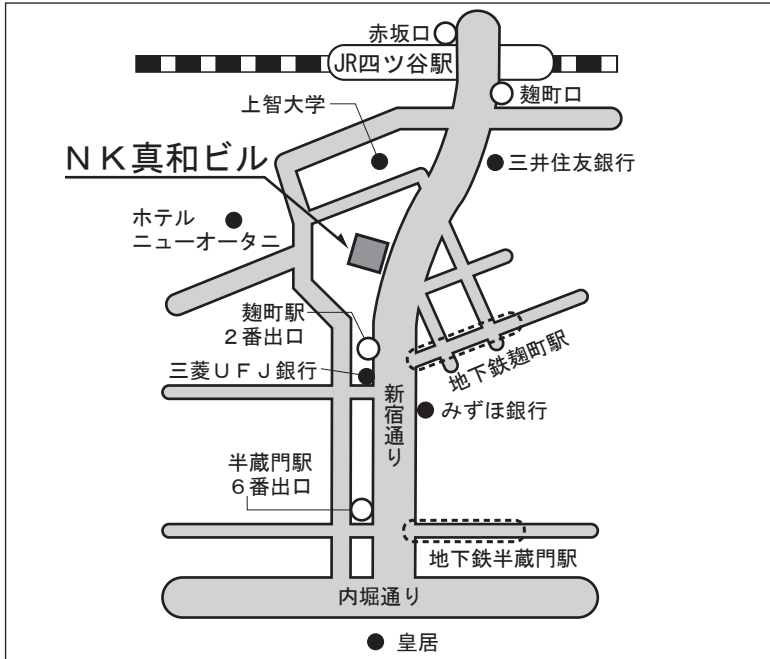 赤坂口
JR四ツ谷駅
麹町口
上智大学
ＮＫ真和ビル
三井住友銀行
ホテル
ニューオータニ
麹町駅
２番出口
地下鉄麹町駅
三菱ＵＦＪ銀行
新宿通り
みずほ銀行
半蔵門駅
６番出口
地下鉄半蔵門駅
内堀通り
皇居